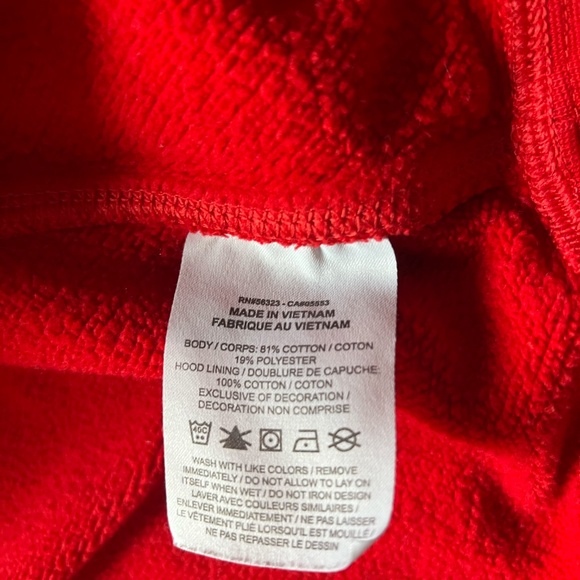 RN#56323 - CA#05553
MADE IN VIETNAM
FABRIQUE AU VIETNAM
BODY / CORPS: 81% COTTON / COTON
19% POLYESTER
HOOD LINING / DOUBLURE DE CAPUCHE:
100% COTTON / COTON
EXCLUSIVE OF DECORATION /
DECORATION NON COMPRISE
40C
WASH WITH LIKE COLORS / REMOVE
IMMEDIATELY / DO NOT ALLOW TO LAY ON
ITSELF WHEN WET / DO NOT IRON DESIGN
LAVER AVEC COULEURS SIMILAIRES /
ENLEVER IMMEDIATEMENT / NE PAS LAISSER
LE VÊTEMENT PLIÉ LORSQU'IL EST MOUILLÉ /
NE PAS REPASSER LE DESSIN